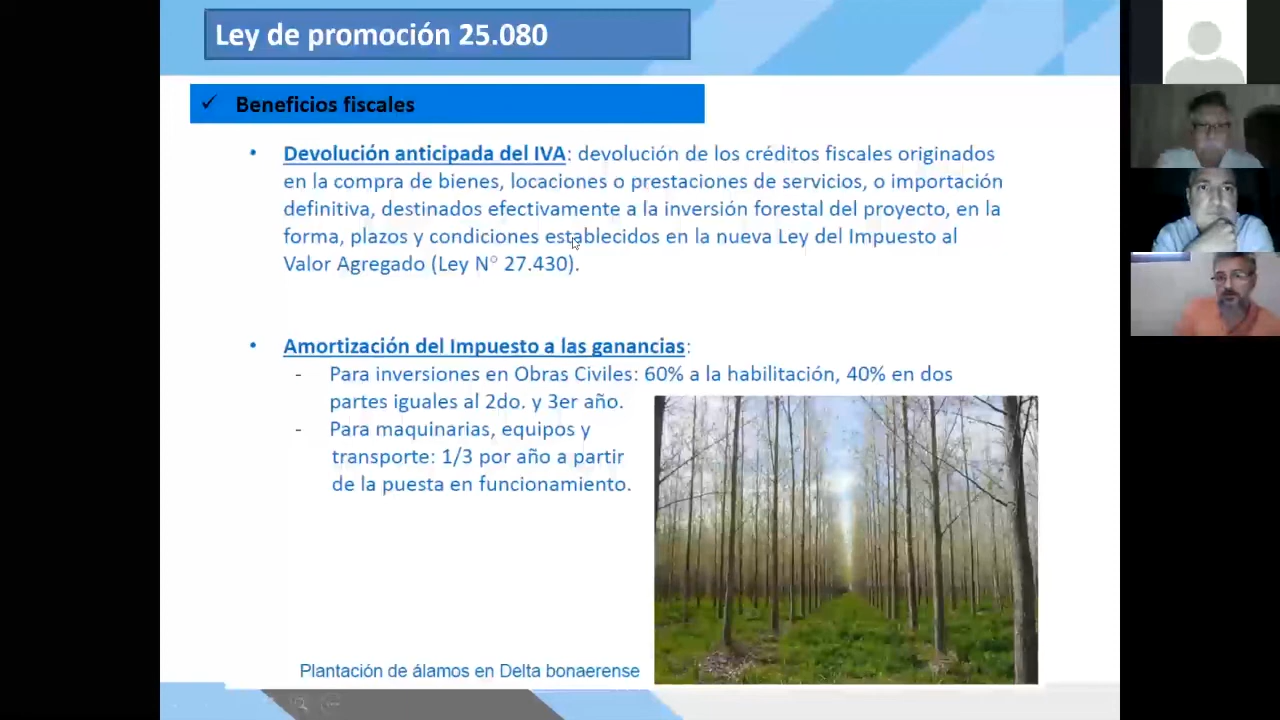 Ley de promoción 25.080
✓ Beneficios fiscales
• Devolución anticipada del IVA: devolución de los créditos fiscales originados
en la compra de bienes, locaciones o prestaciones de servicios, o importación
definitiva, destinados efectivamente a la inversión forestal del proyecto, en la
forma, plazos y condiciones establecidos en la nueva Ley del Impuesto al
Valor Agregado (Ley N° 27.430).
• Amortización del Impuesto a las ganancias:
- Para inversiones en Obras Civiles: 60% a la habilitación, 40% en dos
partes iguales al 2do. y 3er año.
- Para maquinarias, equipos y
transporte: 1/3 por año a partir
de la puesta en funcionamiento.
Plantación de álamos en Delta bonaerense